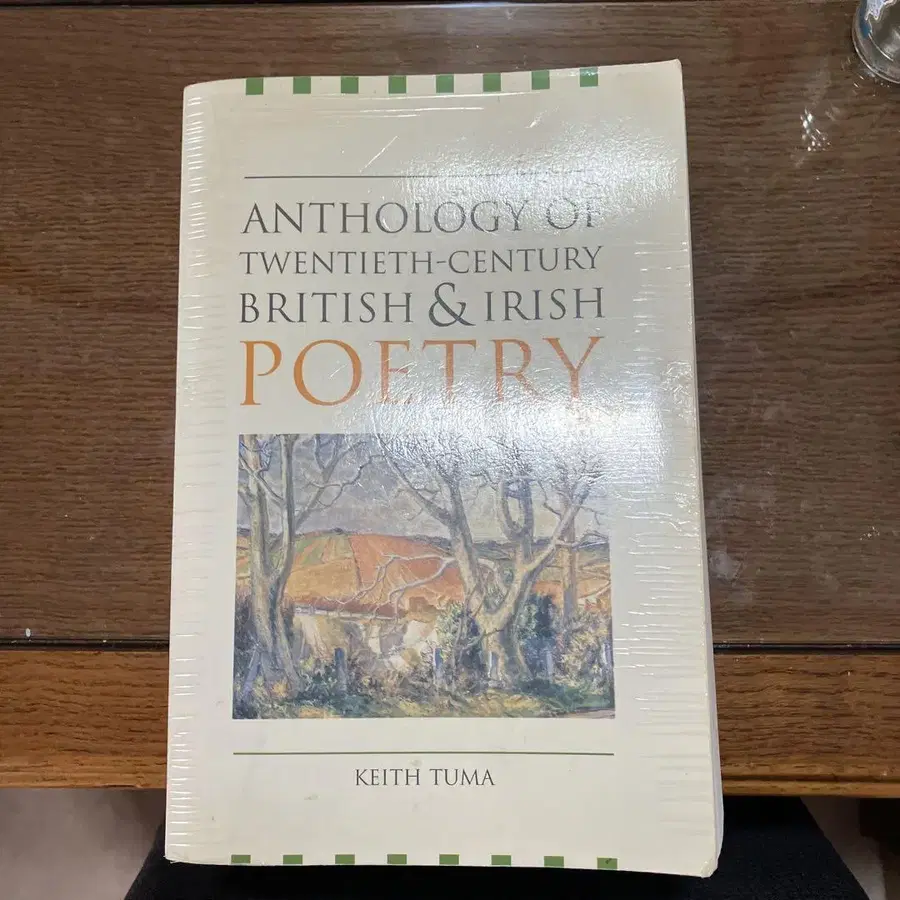 ANTHOLOGY OF
TWENTIETH-CENTURY
BRITISH & IRISH
POETRY
KEITH TUMA